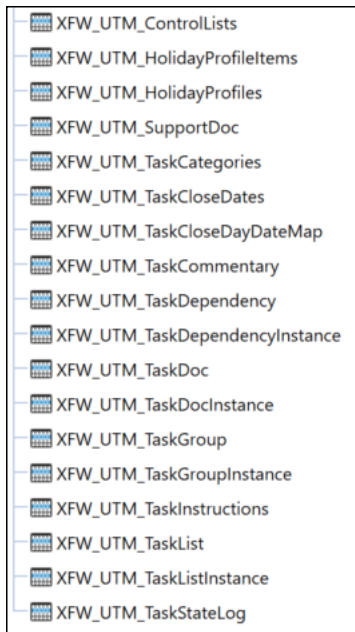 XFW_UTM_ControlLists
XFW_UTM_HolidayProfileItems
XFW_UTM_HolidayProfiles
XFW_UTM_SupportDoc
XFW_UTM_TaskCategories
XFW_UTM_TaskCloseDates
XFW_UTM_TaskCloseDayDateMap
XFW_UTM_TaskCommentary
XFW_UTM_TaskDependency
XFW_UTM_TaskDependencyInstance
XFW_UTM_TaskDoc
XFW_UTM_TaskDocInstance
XFW_UTM_TaskGroup
XFW_UTM_TaskGroupInstance
XFW_UTM_TaskInstructions
XFW_UTM_TaskList
XFW_UTM_TaskListInstance
XFW_UTM_TaskStateLog